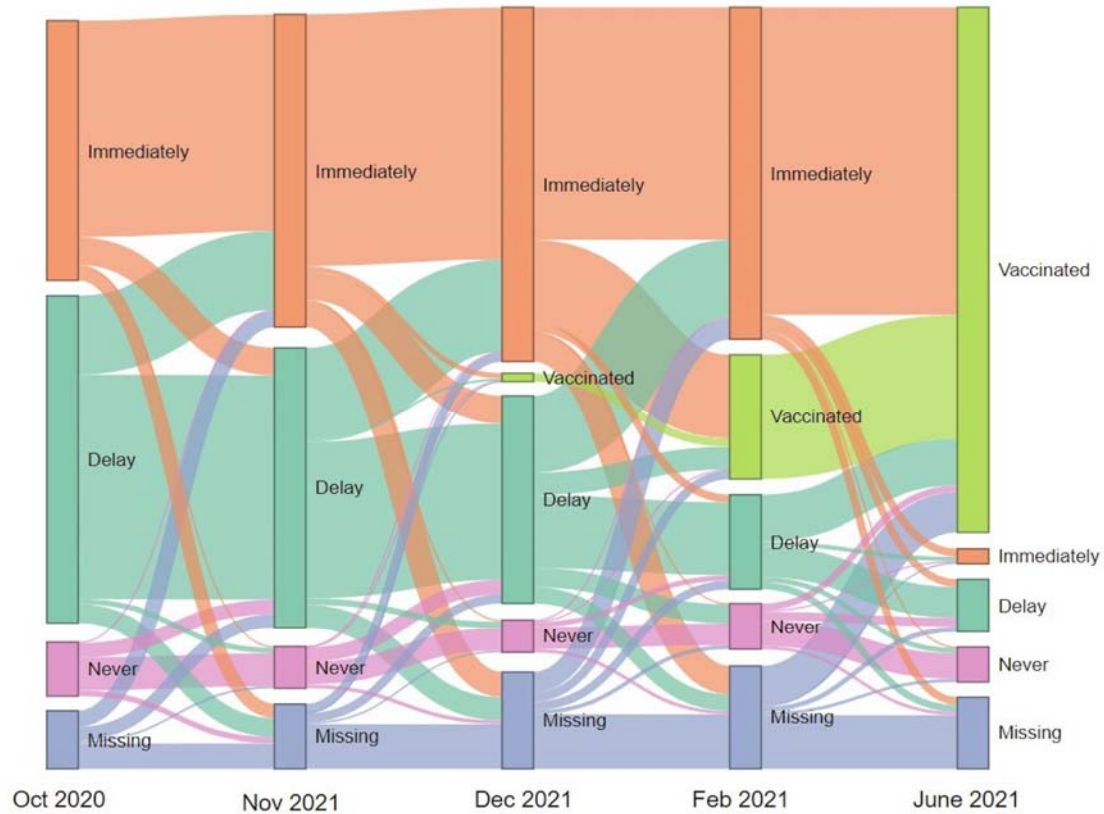 Immediately
Delay
Never
Missing
Immediately
Delay
Never
Missing
Immediately
Vaccinated
Delay
Never
Missing
Immediately
Vaccinated
Delay
Never
Missing
Vaccinated
Immediately
Delay
Never
Missing
Oct 2020
Nov 2021
Dec 2021
Feb 2021
June 2021